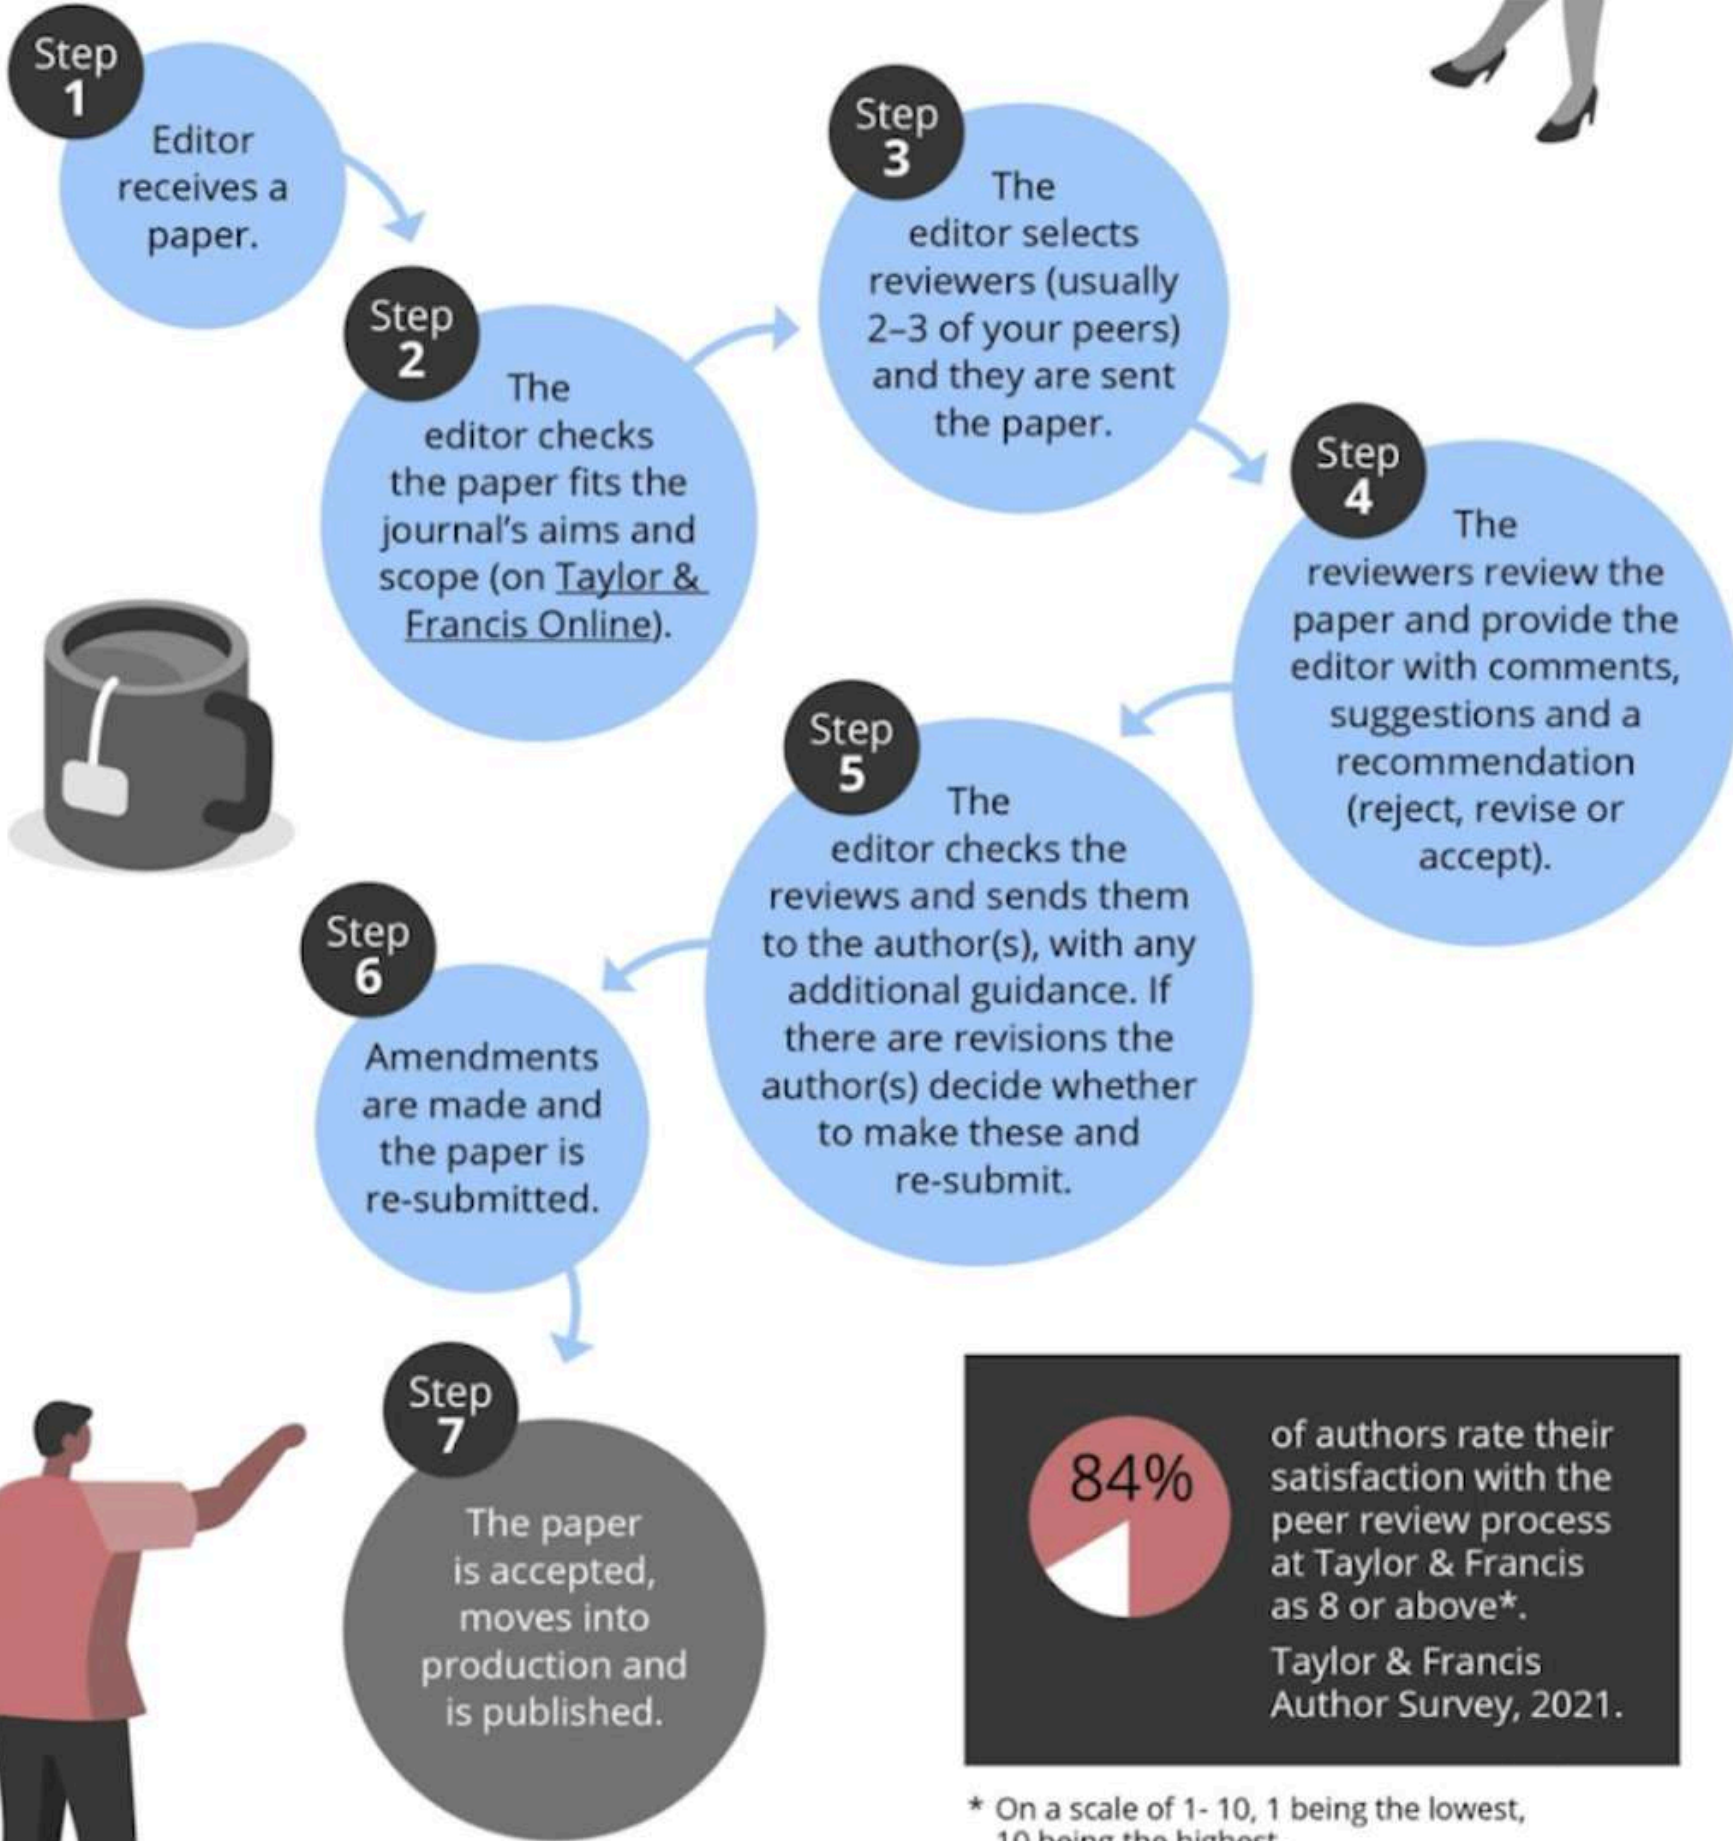 Step
1
Editor
receives a
paper.
Step
2
The
editor checks
the paper fits the
journal's aims and
scope (on Taylor &
Francis Online).
Step
3
The
editor selects
reviewers (usually
2–3 of your peers)
and they are sent
the paper.
Step
4
The
reviewers review the
paper and provide the
editor with comments,
suggestions and a
recommendation
(reject, revise or
accept).
Step
5
The
editor checks the
reviews and sends them
to the author(s), with any
additional guidance. If
there are revisions the
author(s) decide whether
to make these and
re-submit.
Step
6
Amendments
are made and
the paper is
re-submitted.
Step
7
The paper
is accepted,
moves into
production and
is published.
84%
of authors rate their
satisfaction with the
peer review process
at Taylor & Francis
as 8 or above*.
Taylor & Francis
Author Survey, 2021.
* On a scale of 1- 10, 1 being the lowest,
10 being the highest